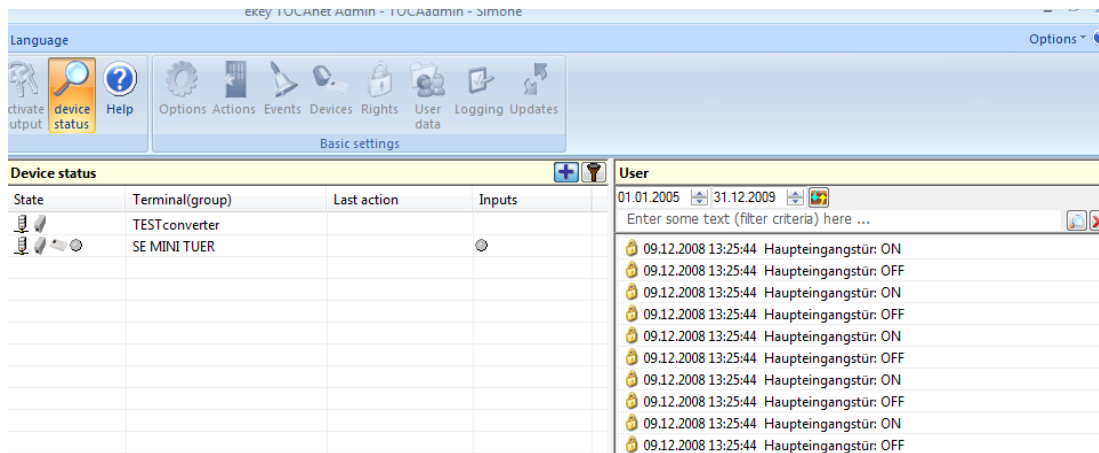 ekey TOCAnet Admin - TOCAadmin - Simone
Language
Options
ctivate utput
device status
Help
Options
Actions
Events
Devices
Rights
User data
Logging
Updates
Basic settings
Device status
State Terminal(group) Last action Inputs
TESTconverter
SE MINI TUER
User
01.01.2005 31.12.2009
Enter some text (filter criteria) here ...
09.12.2008 13:25:44 Haupteingangstür: ON
09.12.2008 13:25:44 Haupteingangstür: OFF
09.12.2008 13:25:44 Haupteingangstür: ON
09.12.2008 13:25:44 Haupteingangstür: OFF
09.12.2008 13:25:44 Haupteingangstür: ON
09.12.2008 13:25:44 Haupteingangstür: OFF
09.12.2008 13:25:44 Haupteingangstür: ON
09.12.2008 13:25:44 Haupteingangstür: OFF
09.12.2008 13:25:44 Haupteingangstür: ON
09.12.2008 13:25:44 Haupteingangstür: OFF